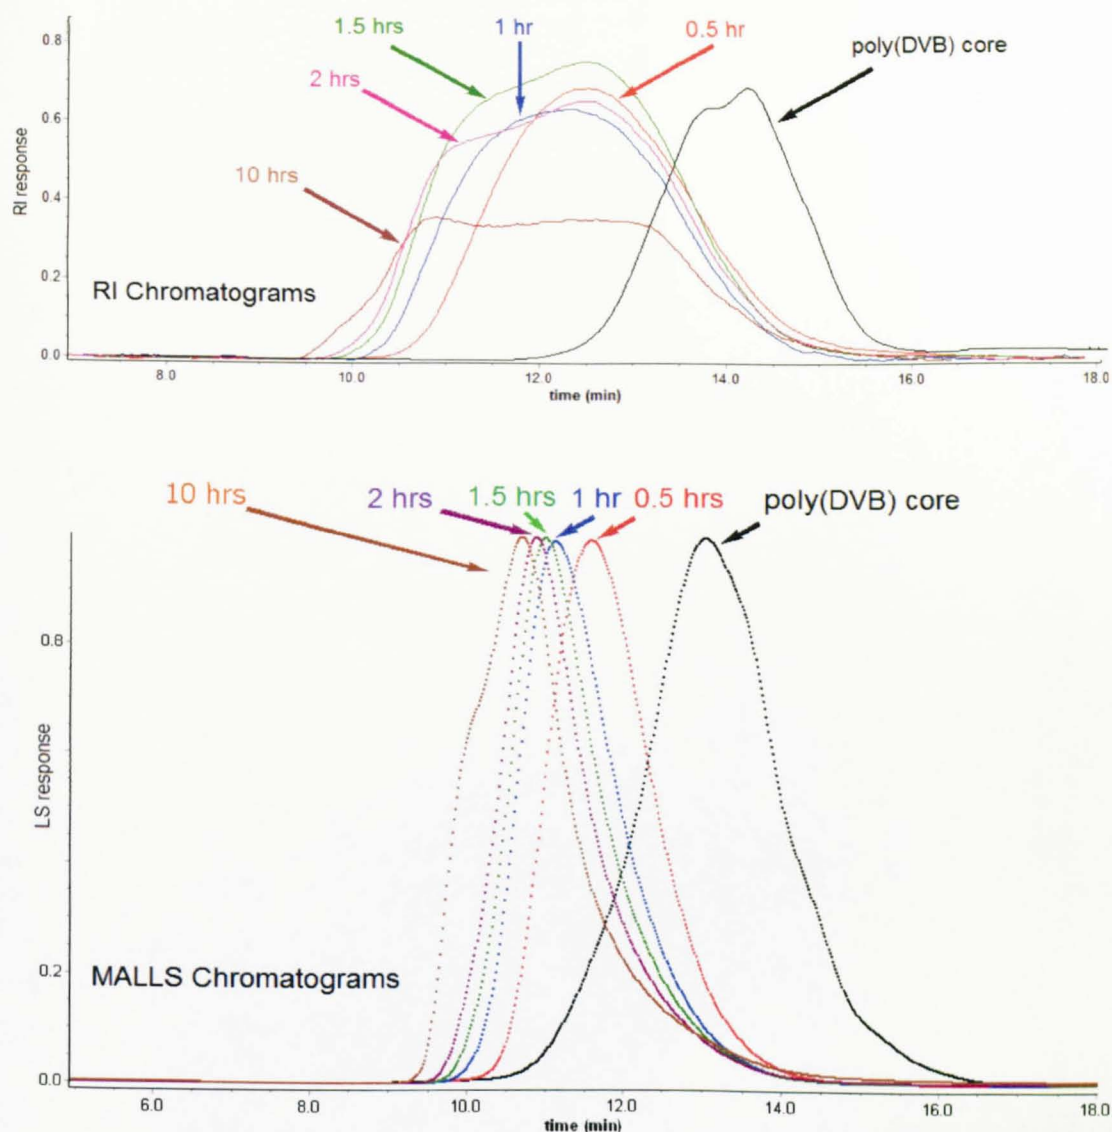 0.8
1.5 hrs
1 hr
0.5 hr
poly(DVB) core
2 hrs
0.6
RI response
10 hrs
0.4
0.2
RI Chromatograms
0.0
8.0 10.0 12.0 14.0 16.0 18.0
time (min)
10 hrs 2 hrs 1.5 hrs 1 hr 0.5 hrs poly(DVB) core
0.8
LS response
0.2
MALLS Chromatograms
0.0
6.0 8.0 10.0 12.0 14.0 16.0 18.0
time (min)